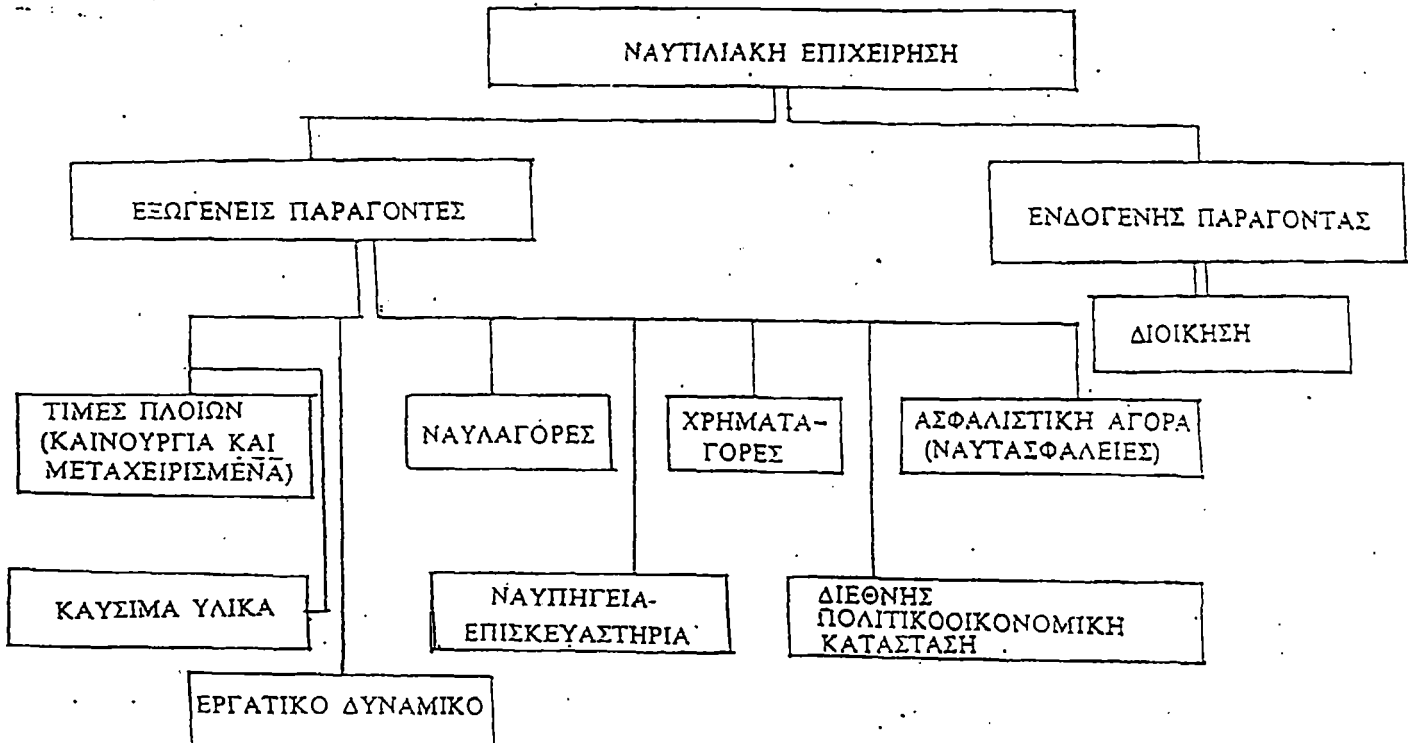 ΝΑΥΤΙΛΙΑΚΗ ΕΠΙΧΕΙΡΗΣΗ
ΕΞΩΓΕΝΕΙΣ ΠΑΡΑΓΟΝΤΕΣ
ΕΝΔΟΓΕΝΗΣ ΠΑΡΑΓΟΝΤΑΣ
ΔΙΟΙΚΗΣΗ
ΤΙΜΕΣ ΠΛΟΙΩΝ
(ΚΑΙΝΟΥΡΓΙΑ ΚΑΙ
ΜΕΤΑΧΕΙΡΙΣΜΕΝΑ)
ΝΑΥΛΑΓΟΡΕΣ
ΧΡΗΜΑΤΑ-
ΓΟΡΕΣ
ΑΣΦΑΛΙΣΤΙΚΗ ΑΓΟΡΑ
(ΝΑΥΤΑΣΦΑΛΕΙΕΣ)
ΚΑΥΣΙΜΑ ΥΛΙΚΑ
ΝΑΥΠΗΓΕΙΑ-
ΕΠΙΣΚΕΥΑΣΤΗΡΙΑ
ΔΙΕΘΝΗΣ
ΠΟΛΙΤΙΚΟΟΙΚΟΝΟΜΙΚΗ
ΚΑΤΑΣΤΑΣΗ
ΕΡΓΑΤΙΚΟ ΔΥΝΑΜΙΚΟ